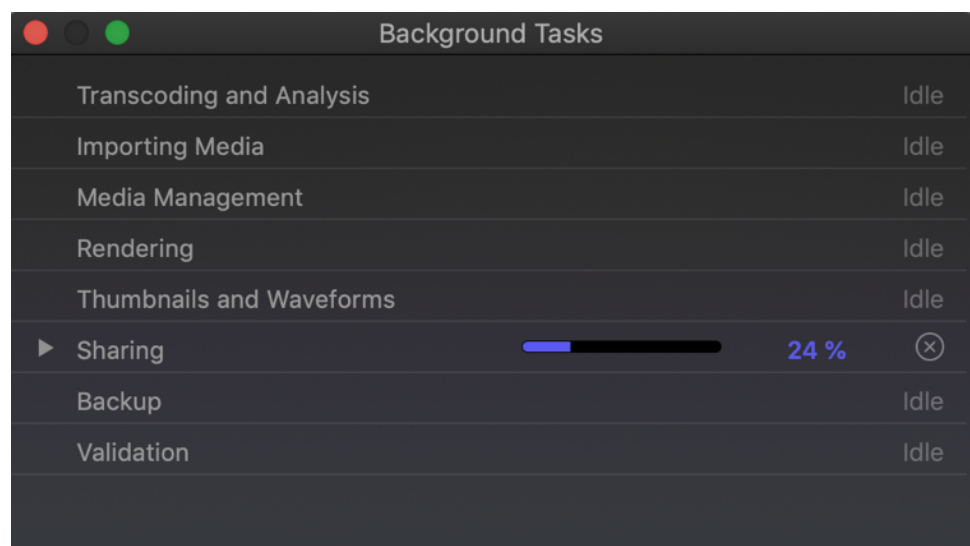 Background Tasks
Transcoding and Analysis Idle
Importing Media Idle
Media Management Idle
Rendering Idle
Thumbnails and Waveforms Idle
Sharing 24 %
Backup Idle
Validation Idle